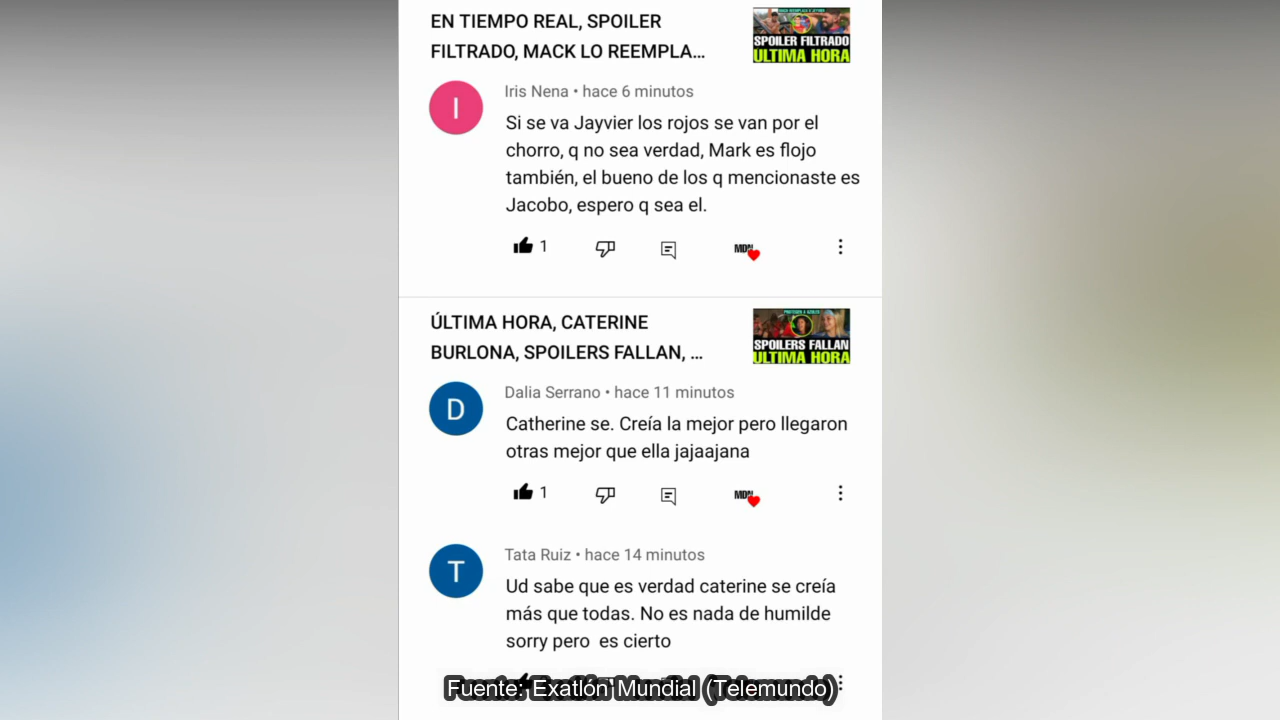 EN TIEMPO REAL, SPOILER
FILTRADO, MACK LO REEMPLA...
SPOILER FILTRADO
ULTIMA HORA
Iris Nena • hace 6 minutos
I
Si se va Jayvier los rojos se van por el
chorro, q no sea verdad, Mark es flojo
también, el bueno de los q mencionaste es
Jacobo, espero q sea el.
1
MDN
ÚLTIMA HORA, CATERINE
BURLONA, SPOILERS FALLAN, ...
SPOILERS FALLAN
ULTIMA HORA
Dalia Serrano • hace 11 minutos
D
Catherine se. Creía la mejor pero llegaron
otras mejor que ella jajaajana
1
MDN
Tata Ruiz • hace 14 minutos
T
Ud sabe que es verdad caterine se creía
más que todas. No es nada de humilde
sorry pero  es cierto
Fuente: Exatlón Mundial (Telemundo)